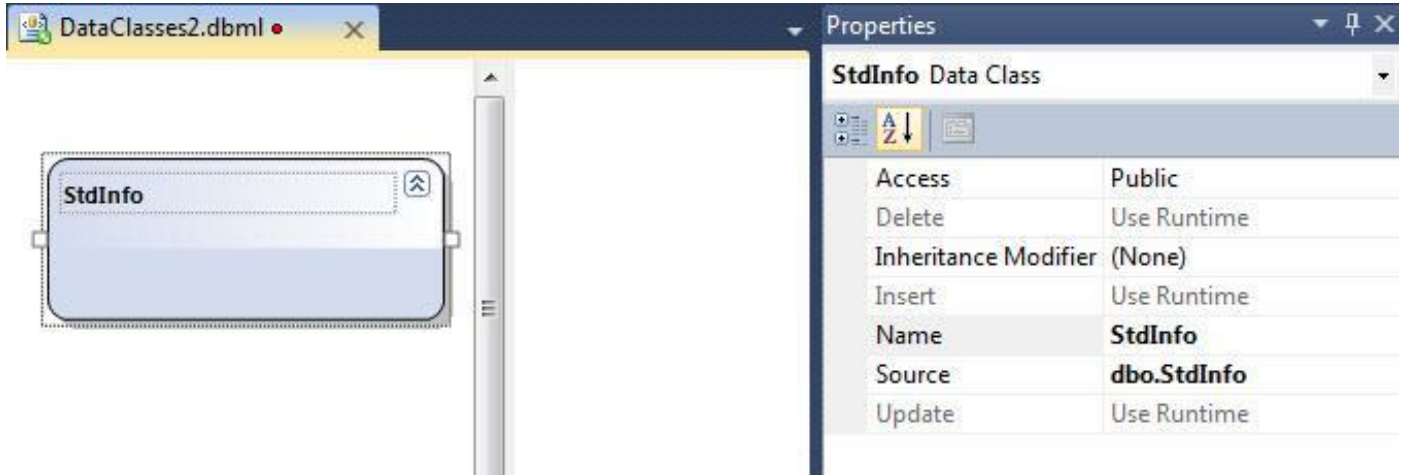 DataClasses2.dbml
StdInfo
Properties
StdInfo Data Class
A
Z
Access Public
Delete Use Runtime
Inheritance Modifier (None)
Insert Use Runtime
Name StdInfo
Source dbo.StdInfo
Update Use Runtime